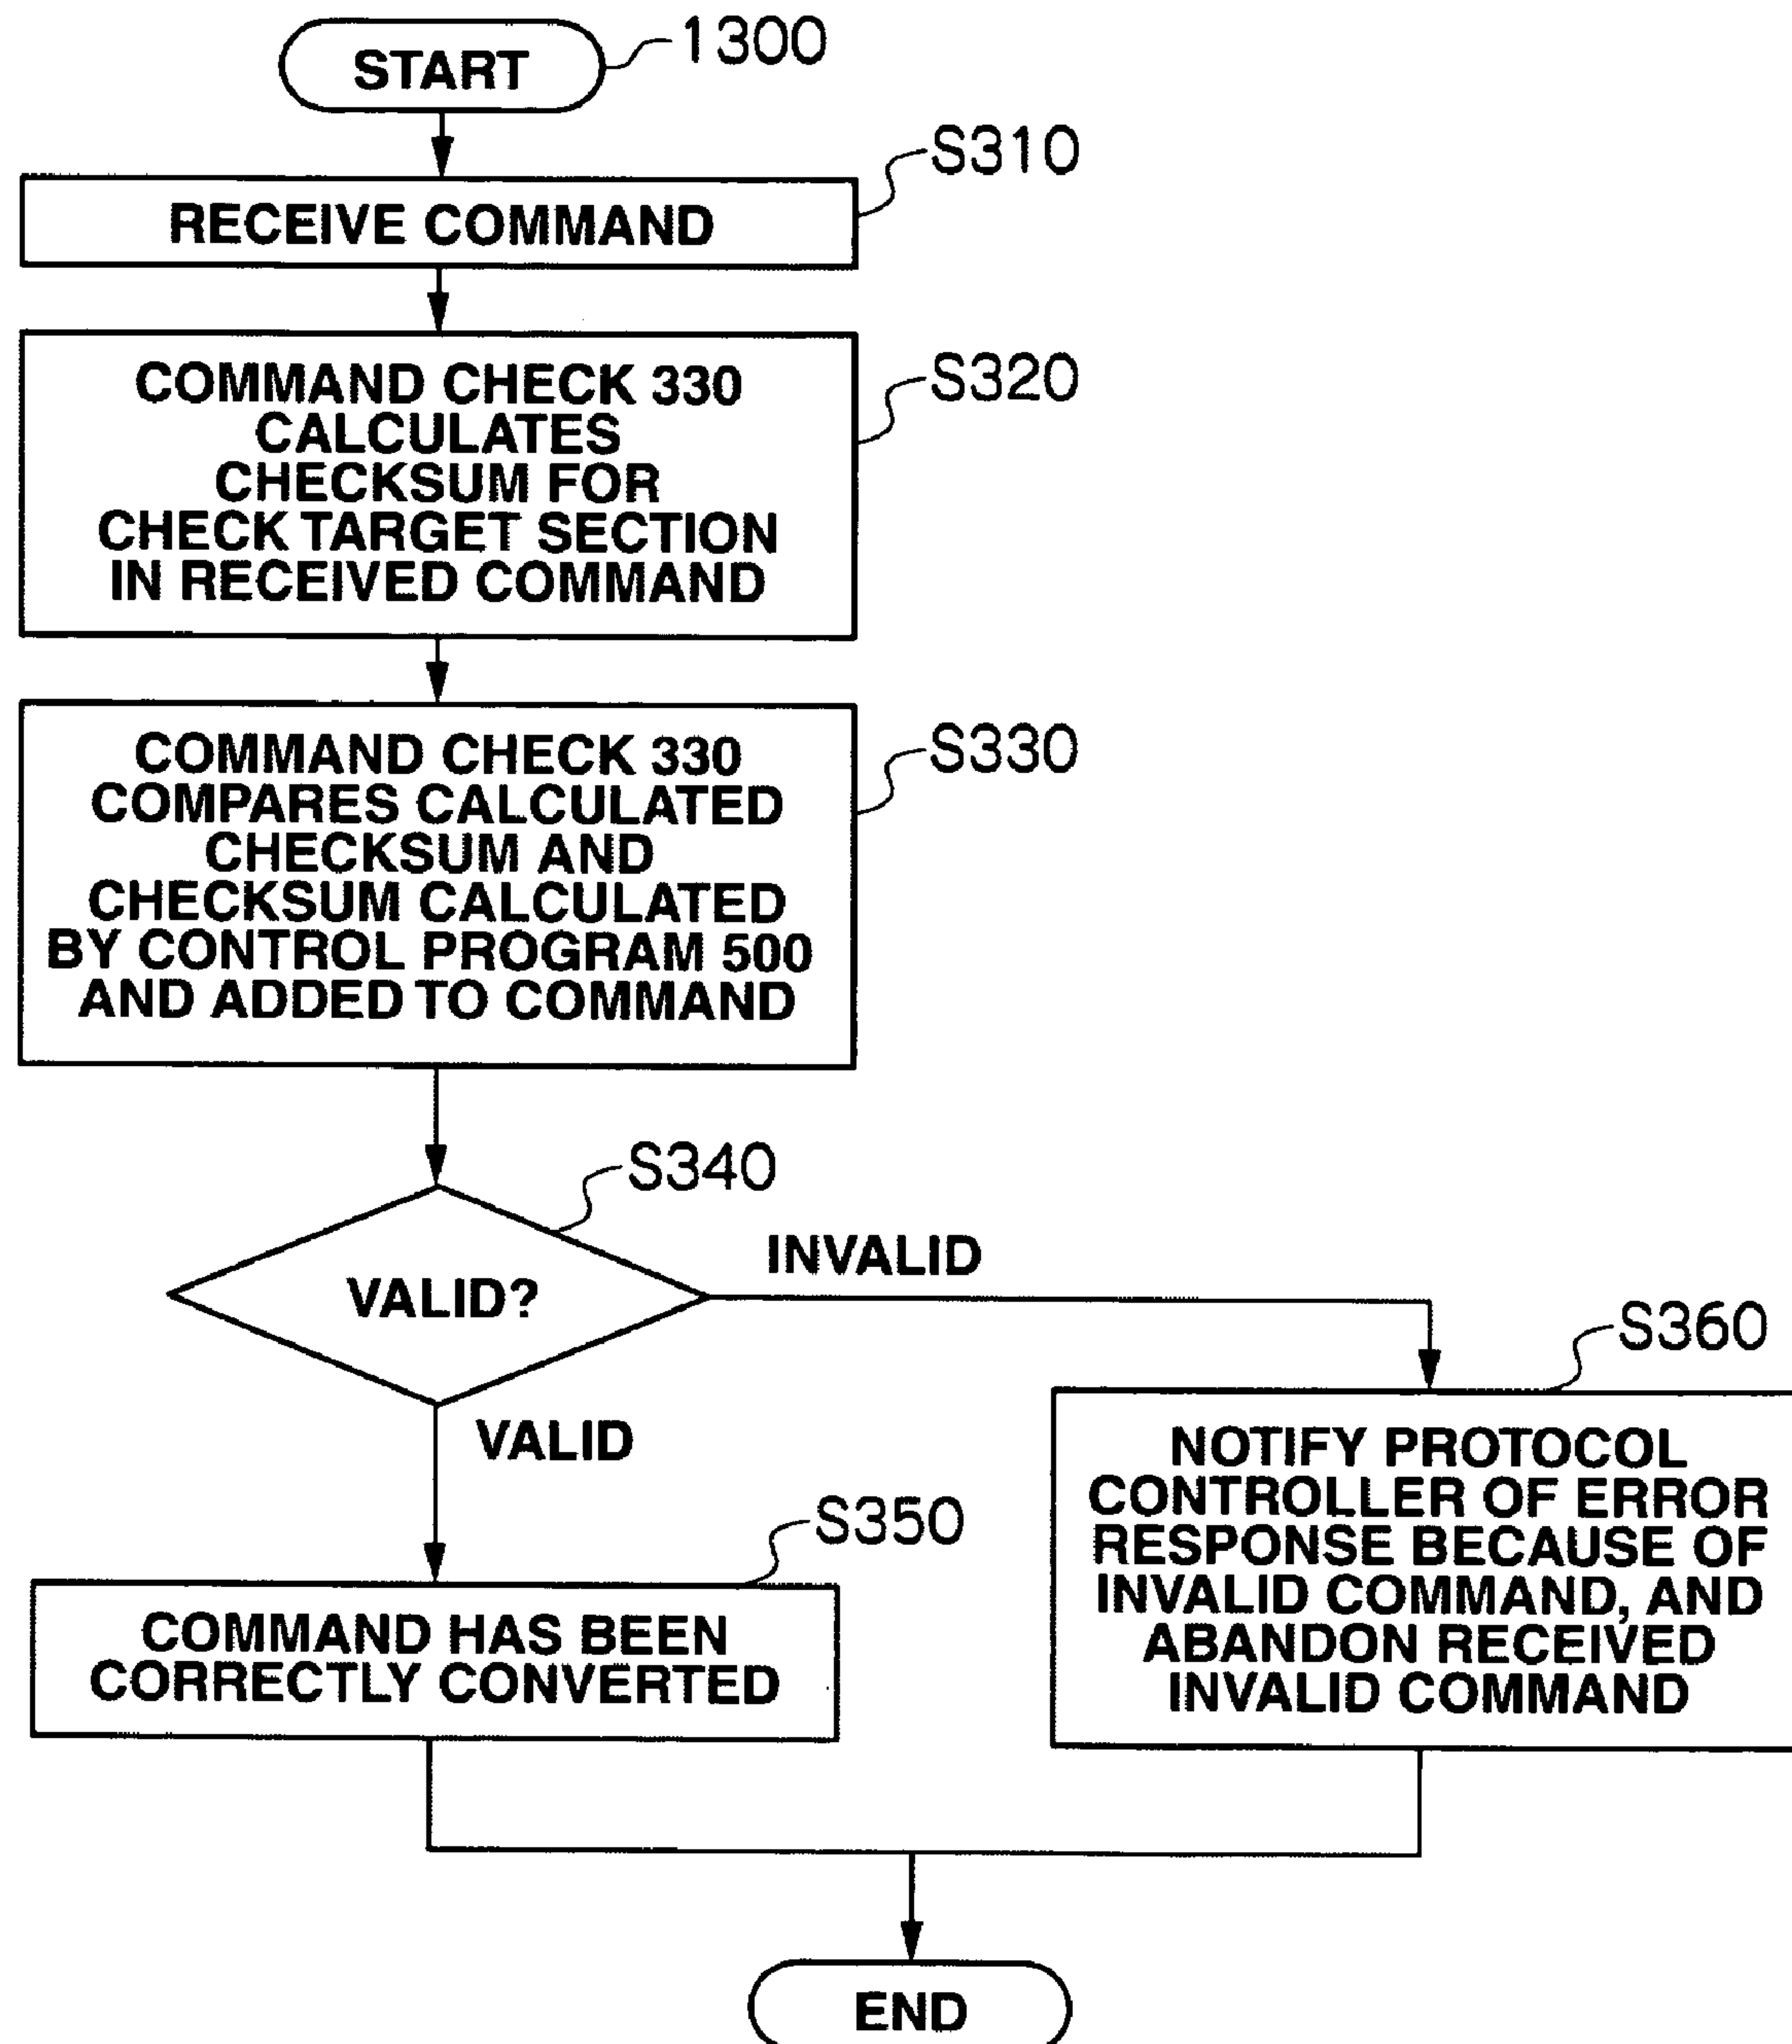 START
1300
S310
RECEIVE COMMAND
S320
COMMAND CHECK 330
CALCULATES
CHECKSUM FOR
CHECK TARGET SECTION
IN RECEIVED COMMAND
S330
COMMAND CHECK 330
COMPARES CALCULATED
CHECKSUM AND
CHECKSUM CALCULATED
BY CONTROL PROGRAM 500
AND ADDED TO COMMAND
S340
VALID?
INVALID
VALID
S360
NOTIFY PROTOCOL
CONTROLLER OF ERROR
RESPONSE BECAUSE OF
INVALID COMMAND, AND
ABANDON RECEIVED
INVALID COMMAND
S350
COMMAND HAS BEEN
CORRECTLY CONVERTED
END